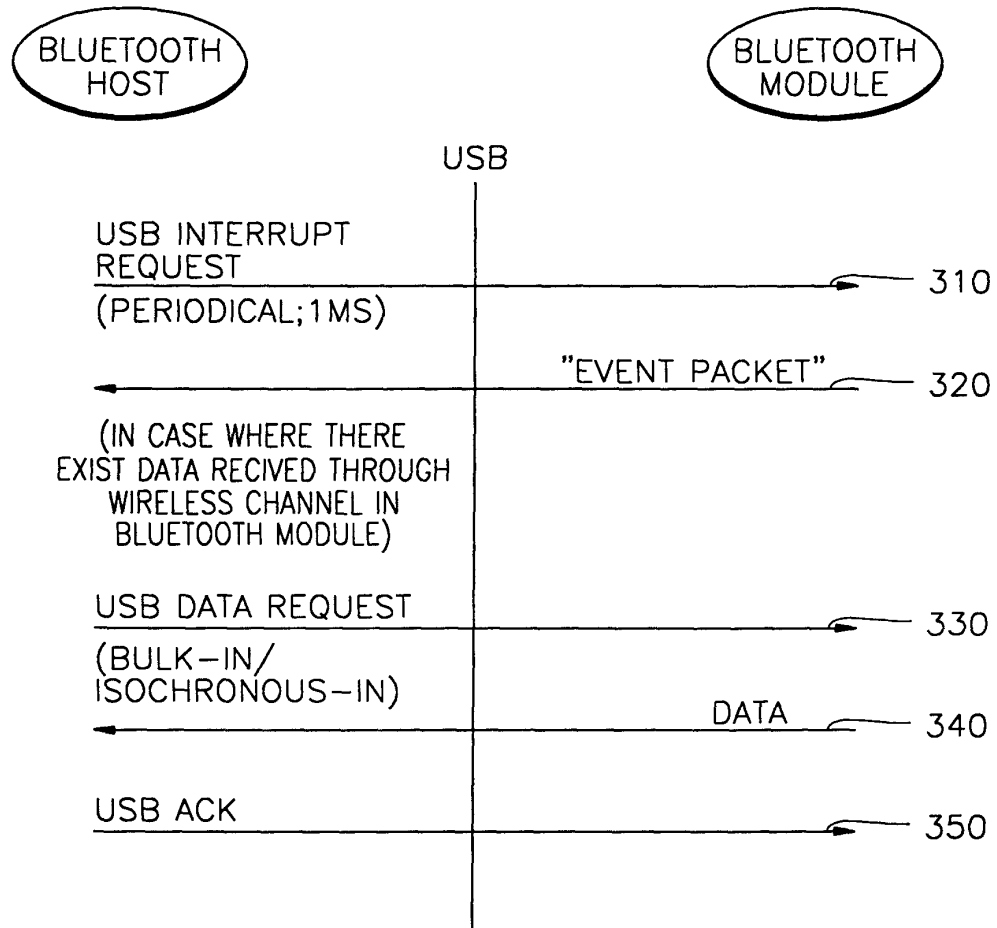 BLUETOOTH
HOST
BLUETOOTH
MODULE
USB
USB INTERRUPT
REQUEST
310
(PERIODICAL;1MS)
"EVENT PACKET"
320
(IN CASE WHERE THERE
EXIST DATA RECIVED THROUGH
WIRELESS CHANNEL IN
BLUETOOTH MODULE)
USB DATA REQUEST
330
(BULK-IN/
ISOCHRONOUS-IN)
DATA
340
USB ACK
350